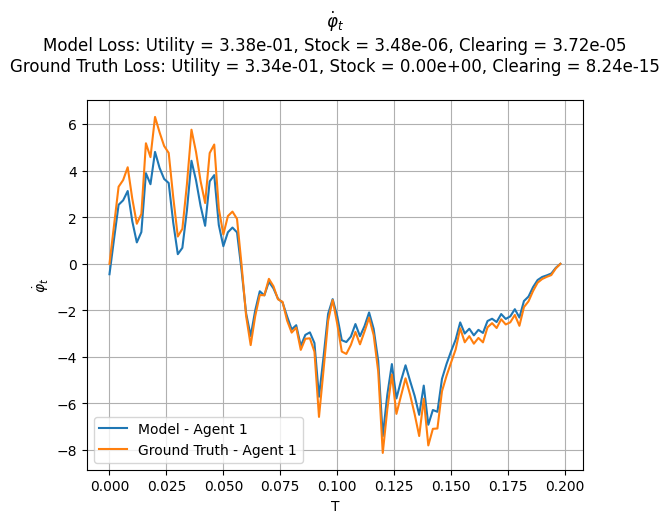 φ̇ₜ
Model Loss: Utility = 3.38e-01, Stock = 3.48e-06, Clearing = 3.72e-05
Ground Truth Loss: Utility = 3.34e-01, Stock = 0.00e+00, Clearing = 8.24e-15
6
4
2
0
−2
−4
−6
−8
φ̇ₜ
Model - Agent 1
Ground Truth - Agent 1
0.000 0.025 0.050 0.075 0.100 0.125 0.150 0.175 0.200
T